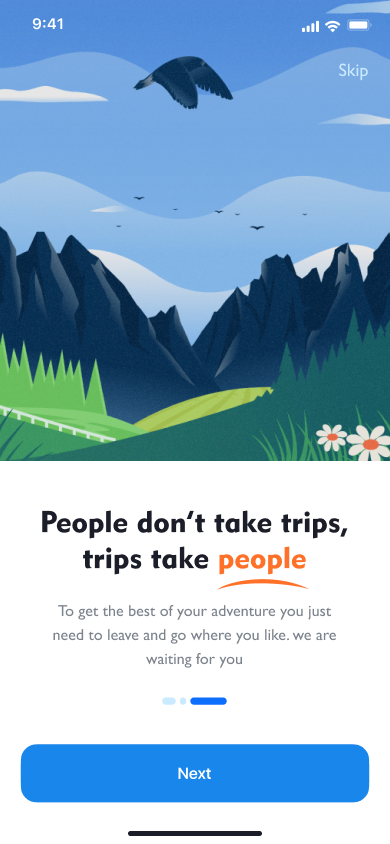 9:41
Skip
People don't take trips,
trips take people
To get the best of your adventure you just
need to leave and go where you like. we are
waiting for you
Next